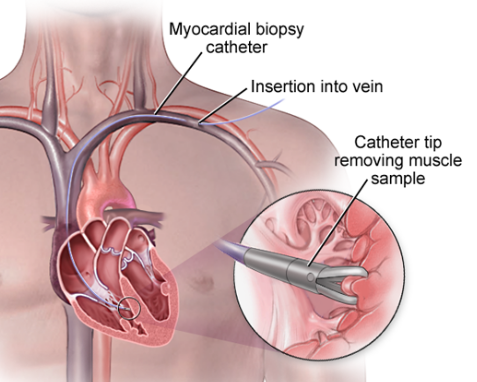 Myocardial biopsy
catheter
Insertion into vein
Catheter tip
removing muscle
sample